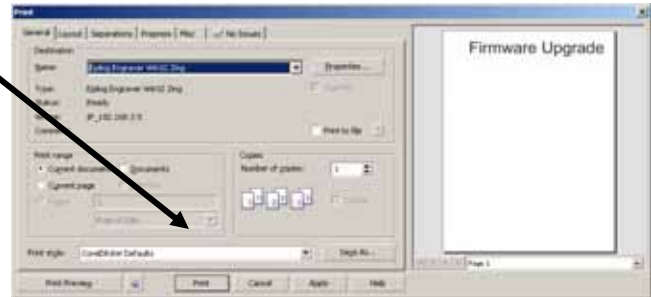 Print
General Layout Separations Prepress Misc No Issues
Destination
Name: Epilog Engraver Win32 Zing Properties...
Type: Epilog Engraver Win32 Zing
Status: Ready
Print to file
Print range
Current document Documents
Current page
Pages: 1
Copies
Number of copies: 1
Print style: CorelDRAW Defaults Save As...
Print Preview Print Cancel Apply Help
Firmware Upgrade
Page 1